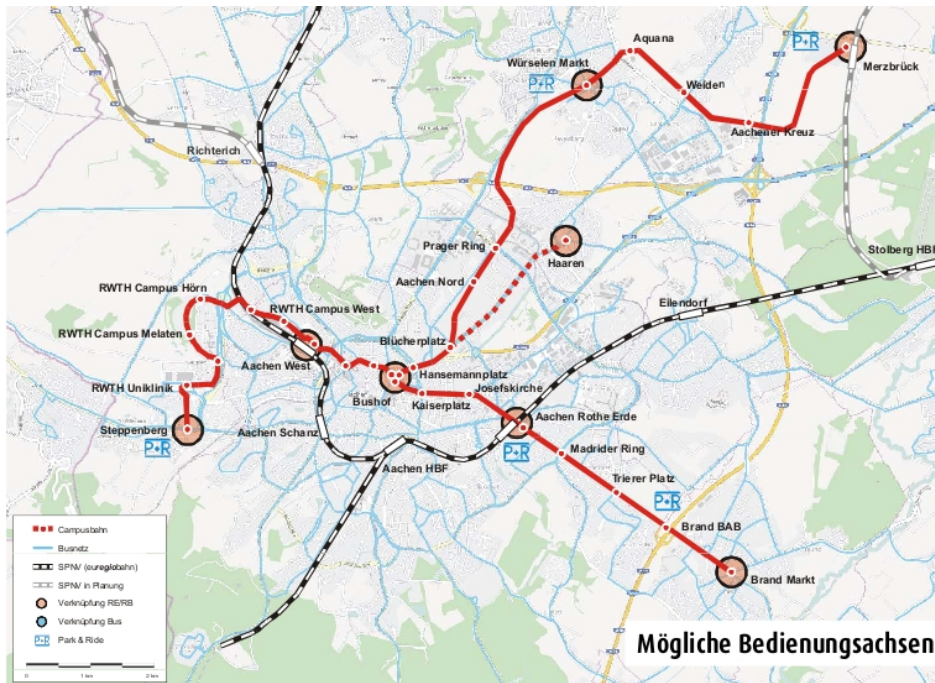 Aquana
P+R
Würselen Markt
P+R
Merzbrück
Weiden
Aachener Kreuz
Richterich
Prager Ring
Haaren
Stolberg HBF
Aachen Nord
RWTH Campus Hörn
Eilendorf
RWTH Campus West
RWTH Campus Melaten
Blücherplatz
Aachen West
Hansemannplatz
RWTH Uniklinik
Bushof
Josefskirche
Kaiserplatz
Aachen Rothe Erde
Steppenberg
Aachen Schanz
P+R
Madrider Ring
P+R
Aachen HBF
Trierer Platz
P+R
Brand BAB
Brand Markt
Campusbahn
Busnetz
SPNV (euregiobahn)
SPNV in Planung
Verknüpfung RE/RB
Verknüpfung Bus
P+R Park & Ride
0 1 km 2 km
Mögliche Bedienungsachsen